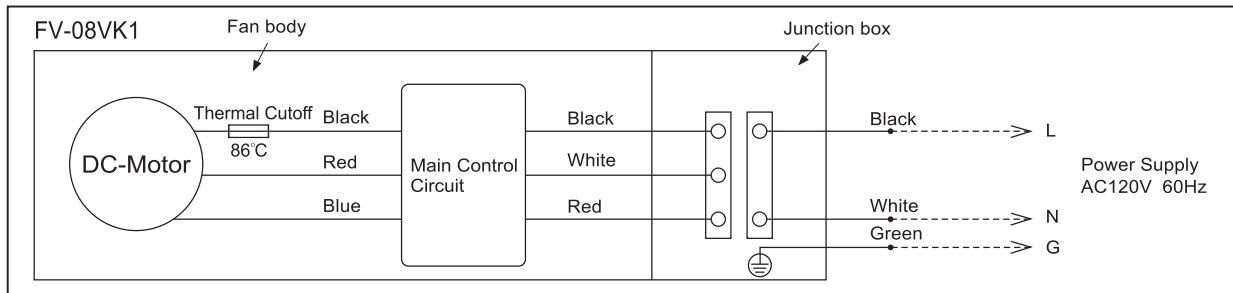 FV-08VK1
Fan body
Junction box
Thermal Cutoff
86°C
Black
Red
Blue
DC-Motor
Main Control
Circuit
Black
White
Red
Black
White
Green
L
N
G
Power Supply
AC120V 60Hz